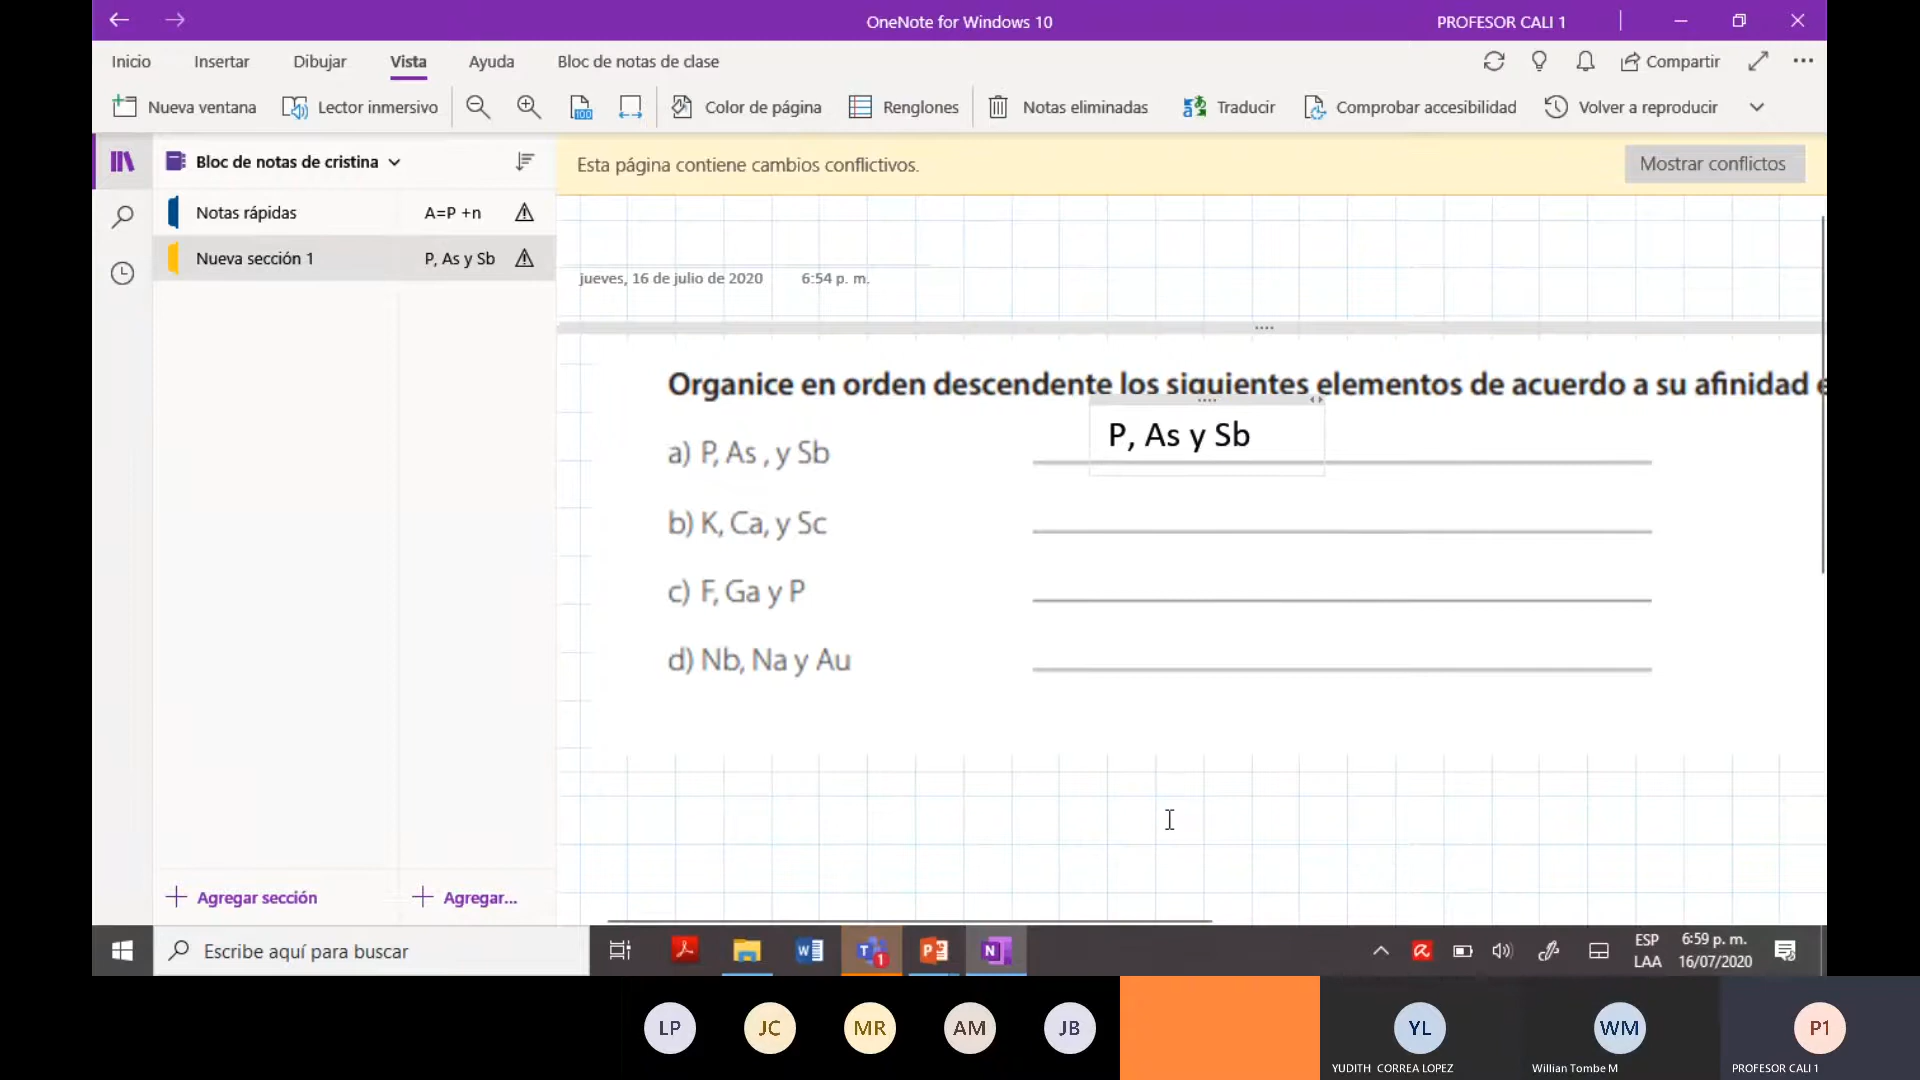 OneNote for Windows 10
PROFESOR CALI 1
Inicio Insertar Dibujar Vista Ayuda Bloc de notas de clase
Compartir
Nueva ventana Lector inmersivo Color de página Renglones Notas eliminadas Traducir Comprobar accesibilidad Volver a reproducir
Bloc de notas de cristina
Esta página contiene cambios conflictivos.
Mostrar conflictos
Notas rápidas
A=P +n
Nueva sección 1
P, As y Sb
jueves, 16 de julio de 2020 6:54 p. m.
Organice en orden descendente los siguientes elementos de acuerdo a su afinidad e
P, As y Sb
a) P, As , y Sb
b) K, Ca, y Sc
c) F, Ga y P
d) Nb, Na y Au
Agregar sección
Agregar...
Escribe aquí para buscar
ESP
LAA
6:59 p. m.
16/07/2020
LP
JC
MR
AM
JB
YL
YUDITH CORREA LOPEZ
WM
Willian Tombe M
P1
PROFESOR CALI 1